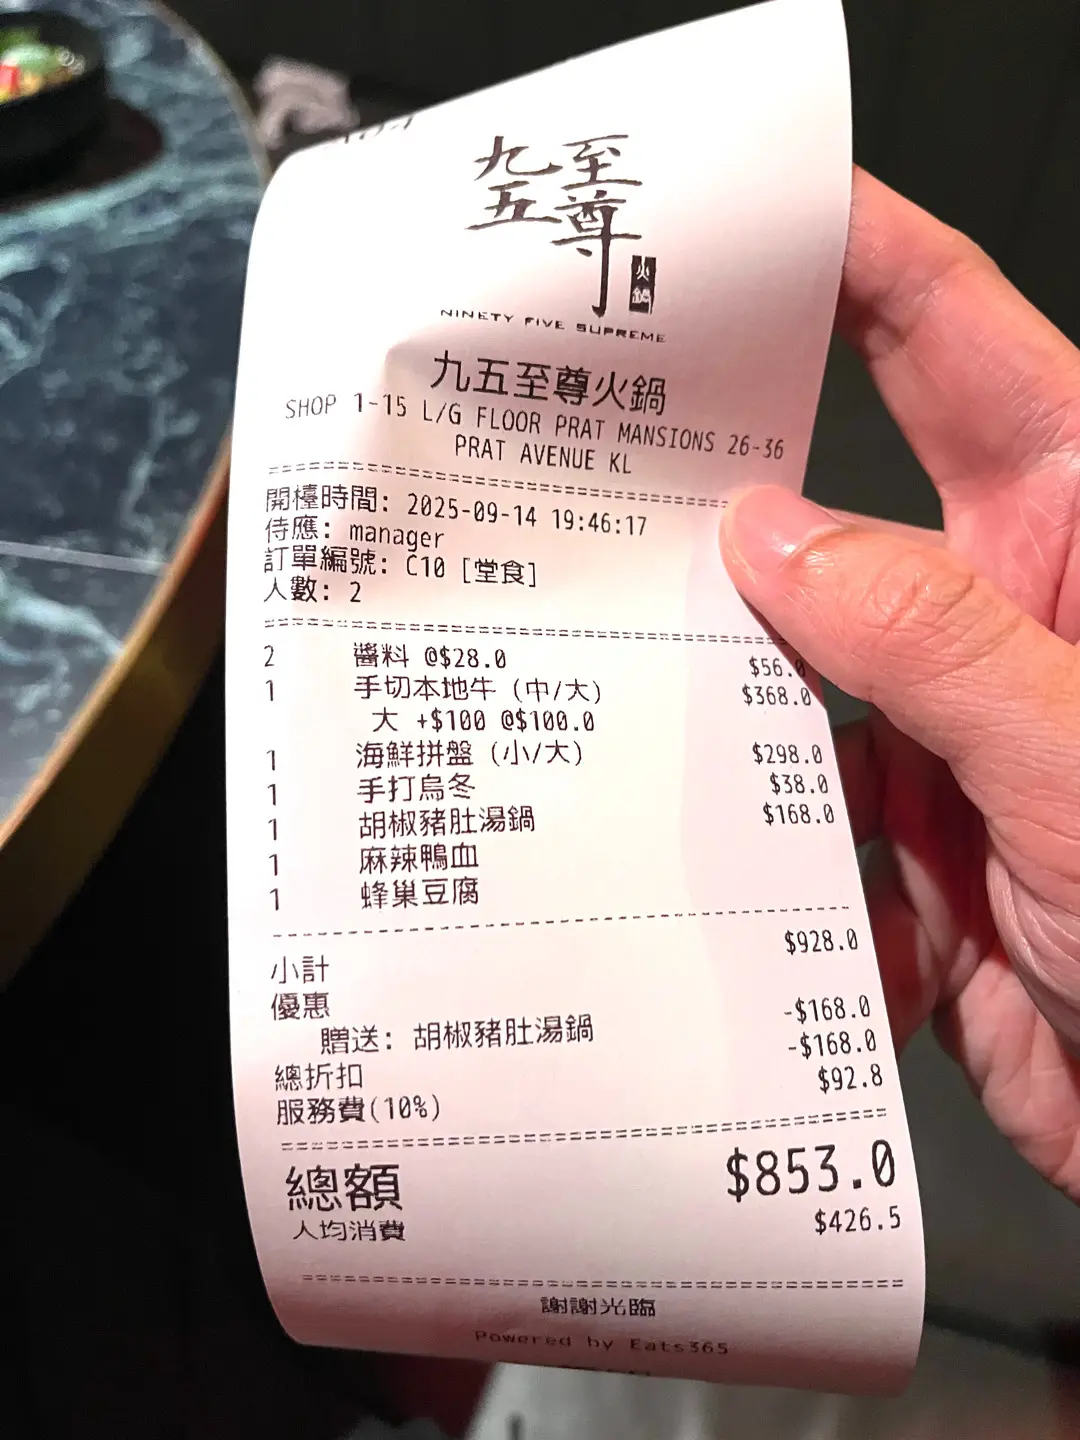 九五至尊
火鍋
NINETY FIVE SUPREME
九五至尊火鍋
SHOP 1-15 L/G FLOOR PRAT MANSIONS 26-36
PRAT AVENUE KL
開檯時間: 2025-09-14 19:46:17
侍應: manager
訂單編號: C10 [堂食]
人數: 2
2 醬料 @$28.0 $56.0
1 手切本地牛 (中/大) $368.0
大 +$100 @$100.0
1 海鮮拼盤 (小/大) $298.0
1 手打烏冬 $38.0
1 胡椒豬肚湯鍋 $168.0
1 麻辣鴨血
1 蜂巢豆腐
小計 $928.0
優惠
贈送: 胡椒豬肚湯鍋 -$168.0
總折扣 -$168.0
服務費(10%) $92.8
總額 $853.0
人均消費 $426.5
謝謝光臨
Powered by Eats365